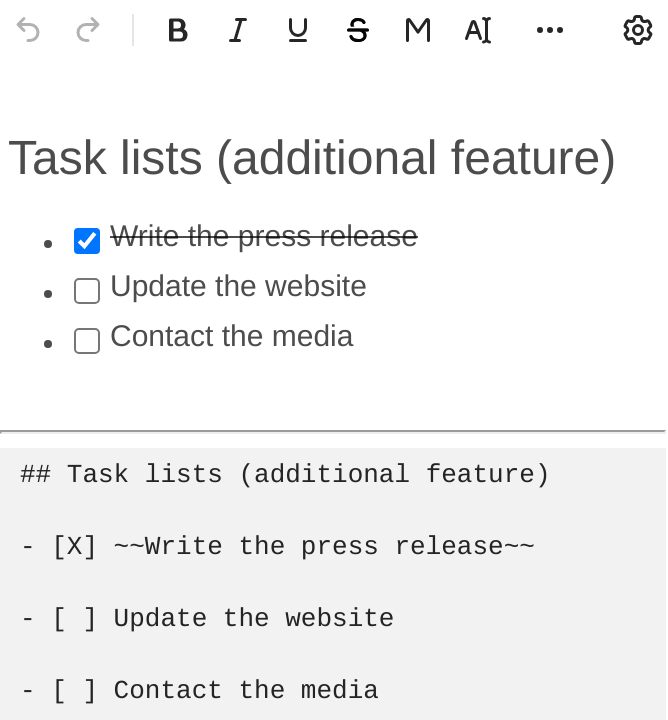 B I U S M AI
Task lists (additional feature)
Write the press release
Update the website
Contact the media
## Task lists (additional feature)
- [X] ~~Write the press release~~
- [ ] Update the website
- [ ] Contact the media